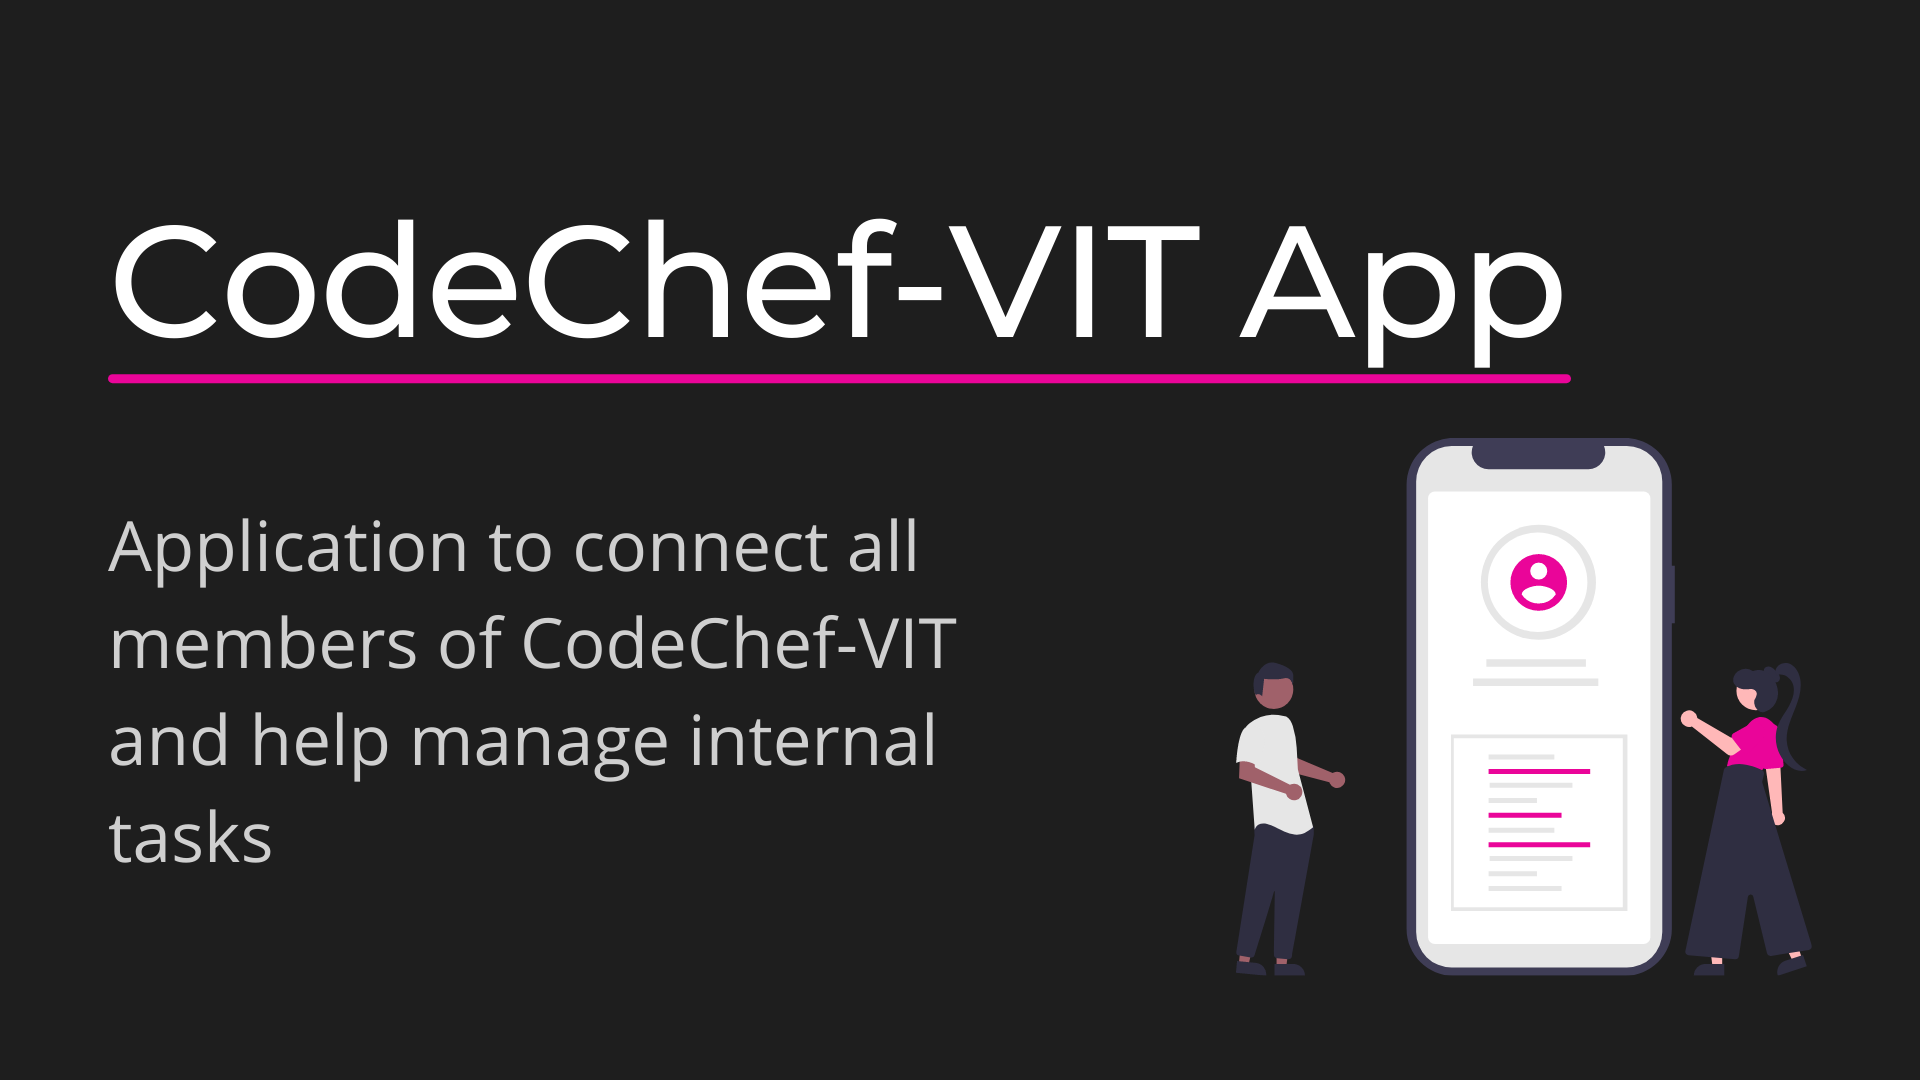 CodeChef-VIT App
Application to connect all
members of CodeChef-VIT
and help manage internal
tasks